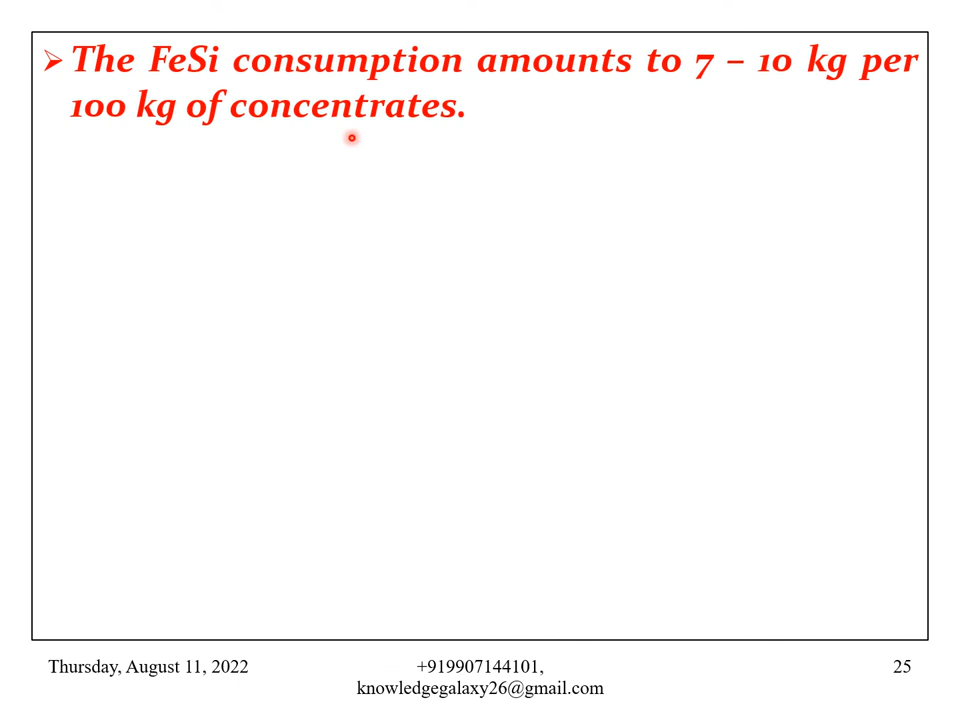 ➢ The FeSi consumption amounts to 7 – 10 kg per
100 kg of concentrates.
Thursday, August 11, 2022
+919907144101,
knowledgegalaxy26@gmail.com
25